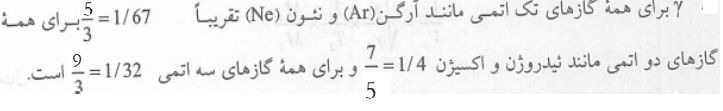 γ برای همهٔ گازهای تک اتمی مانند آرگن(Ar) و نئون (Ne) تقریباً 5/3 = 1/67 برای همهٔ
گازهای دو اتمی مانند ئیدروژن و اکسیژن 7/5 = 1/4 و برای همهٔ گازهای سه اتمی 9/3 = 1/32 است.